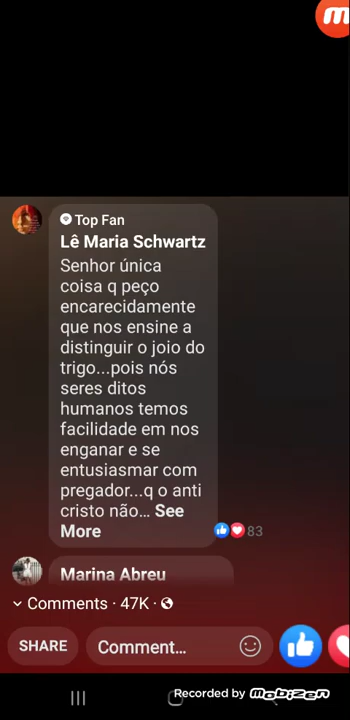 Top Fan
Lê Maria Schwartz
Senhor única
coisa q peço
encarecidamente
que nos ensine a
distinguir o joio do
trigo...pois nós
seres ditos
humanos temos
facilidade em nos
enganar e se
entusiasmar com
pregador...q o anti
cristo não... See
More
83
Marina Abreu
Comments · 47K ·
SHARE
Comment...
Recorded by Mobizen